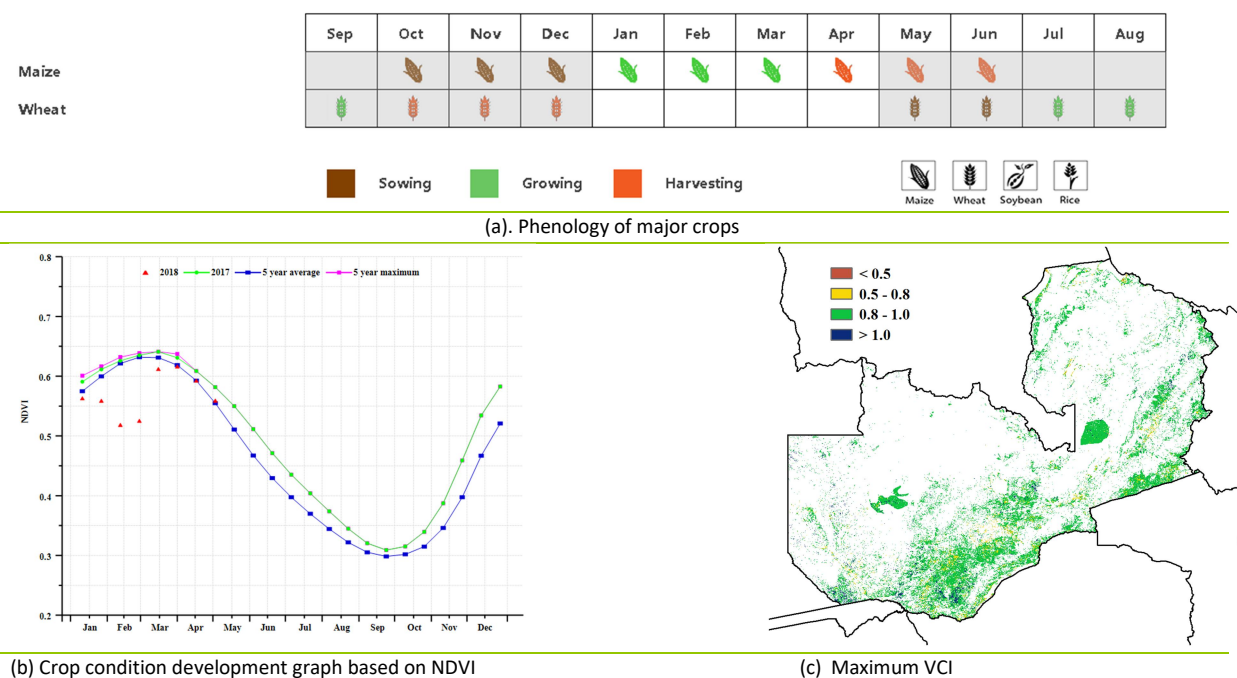 Sep Oct Nov Dec Jan Feb Mar Apr May Jun Jul Aug
Maize
Wheat
Sowing Growing Harvesting
Maize Wheat Soybean Rice
(a). Phenology of major crops
0.8
2018 2017 5 year average 5 year maximum
0.7
0.6
0.5
0.4
0.3
0.2
NDVI
Jan Feb Mar Apr May Jun Jul Aug Sep Oct Nov Dec
< 0.5
0.5 - 0.8
0.8 - 1.0
> 1.0
(b) Crop condition development graph based on NDVI
(c) Maximum VCI